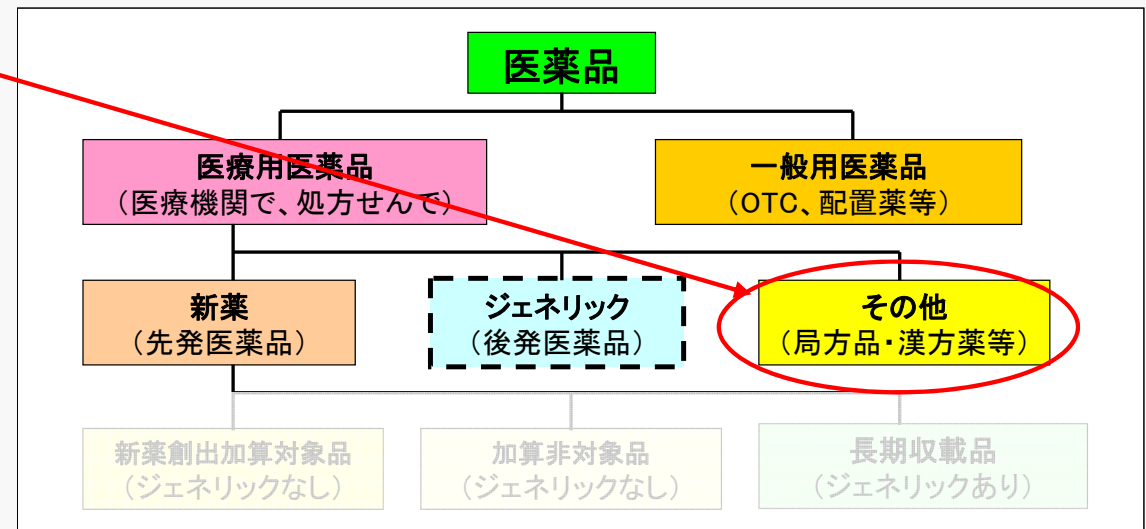 医薬品
医療用医薬品
（医療機関で、処方せんで）
一般用医薬品
（OTC、配置薬等）
新薬
（先発医薬品）
ジェネリック
（後発医薬品）
その他
（局方品・漢方薬等）
新薬創出加算対象品
（ジェネリックなし）
加算非対象品
（ジェネリックなし）
長期収載品
（ジェネリックあり）